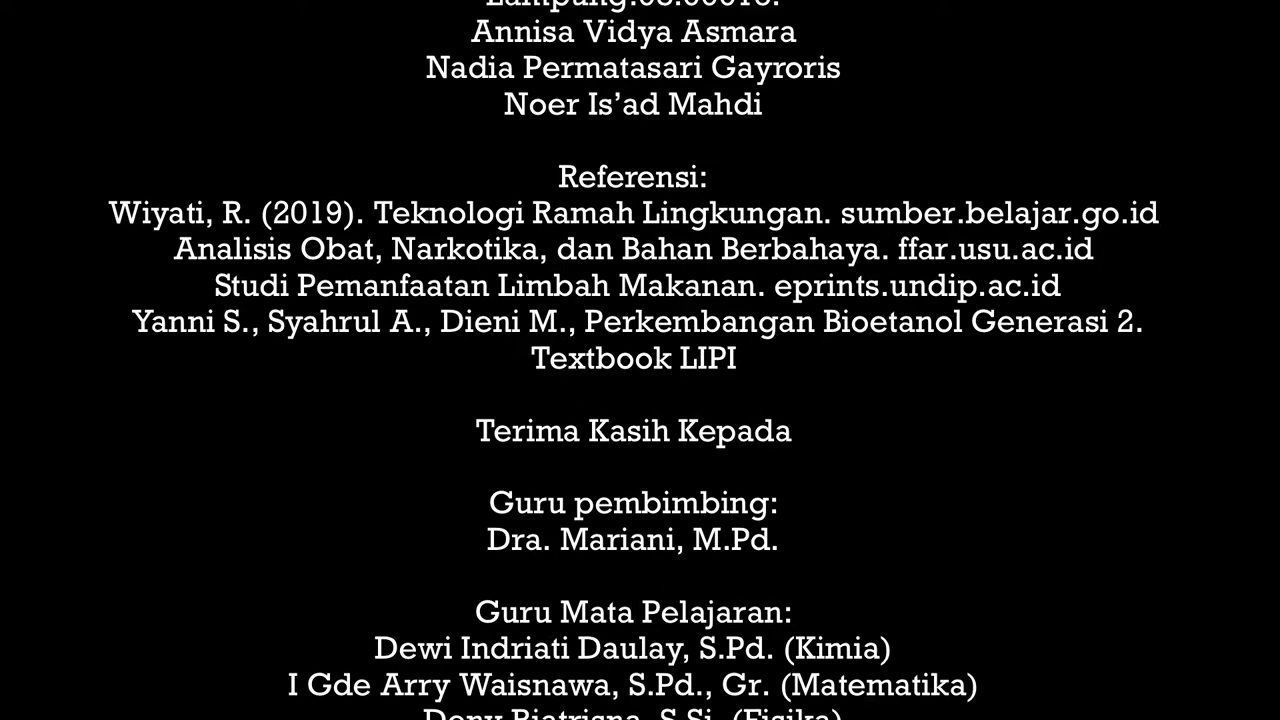 Annisa Vidya Asmara
Nadia Permatasari Gayroris
Noer Is’ad Mahdi
Referensi:
Wiyati, R. (2019). Teknologi Ramah Lingkungan. sumber.belajar.go.id
Analisis Obat, Narkotika, dan Bahan Berbahaya. ffar.usu.ac.id
Studi Pemanfaatan Limbah Makanan. eprints.undip.ac.id
Yanni S., Syahrul A., Dieni M., Perkembangan Bioetanol Generasi 2.
Textbook LIPI
Terima Kasih Kepada
Guru pembimbing:
Dra. Mariani, M.Pd.
Guru Mata Pelajaran:
Dewi Indriati Daulay, S.Pd. (Kimia)
I Gde Arry Waisnawa, S.Pd., Gr. (Matematika)
S.Si. (Fisika)